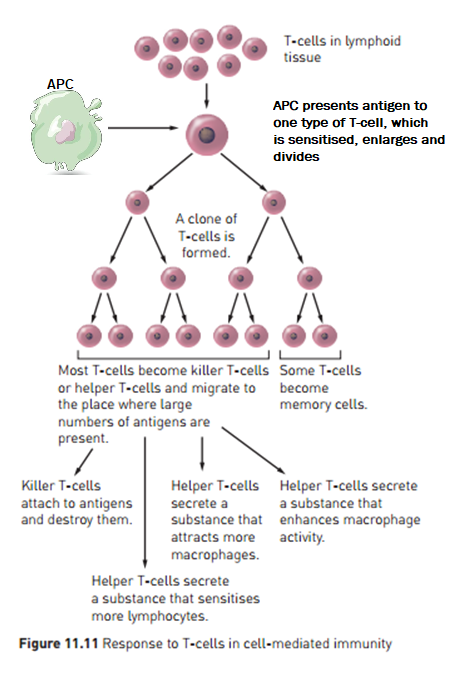 T-cells in lymphoid
tissue
APC
APC presents antigen to
one type of T-cell, which
is sensitised, enlarges and
divides
A clone of
T-cells is
formed.
Most T-cells become killer T-cells
or helper T-cells and migrate to
the place where large
numbers of antigens are
present.
Some T-cells
become
memory cells.
Killer T-cells
attach to antigens
and destroy them.
Helper T-cells
secrete a
substance that
attracts more
macrophages.
Helper T-cells secrete
a substance that
enhances macrophage
activity.
Helper T-cells secrete
a substance that sensitises
more lymphocytes.
Figure 11.11 Response to T-cells in cell-mediated immunity